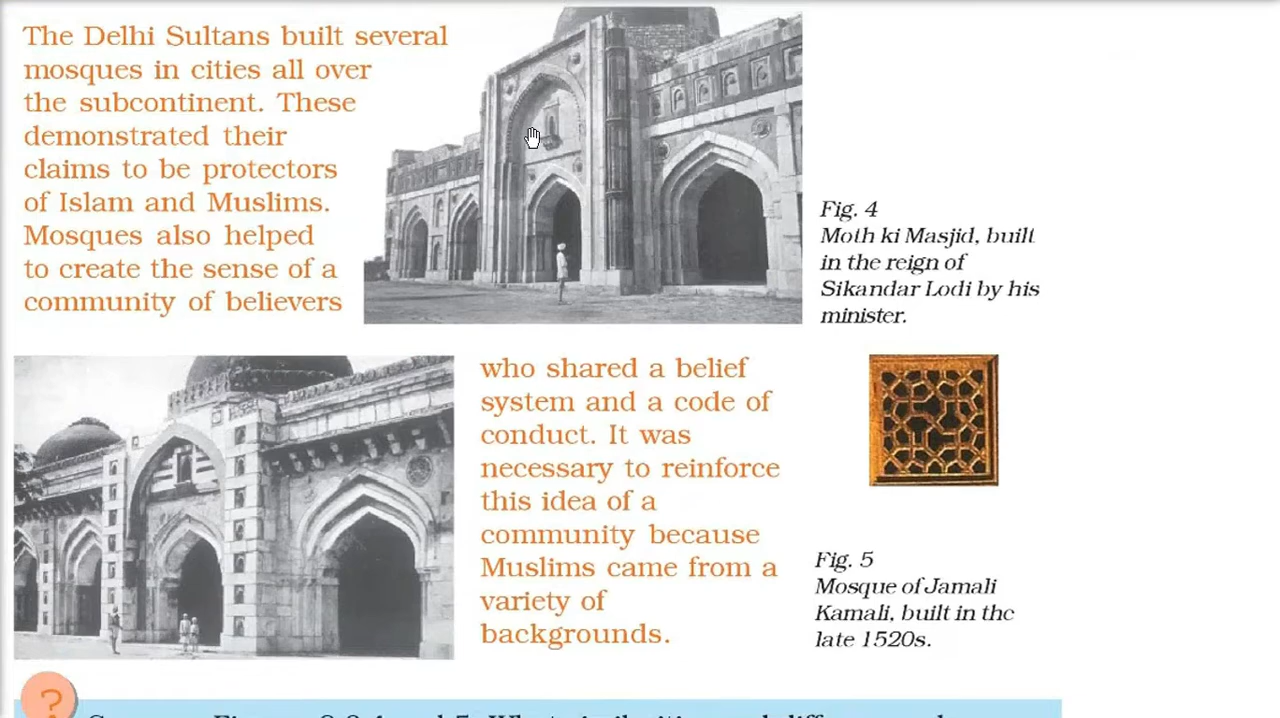 The Delhi Sultans built several
mosques in cities all over
the subcontinent. These
demonstrated their
claims to be protectors
of Islam and Muslims.
Mosques also helped
to create the sense of a
community of believers
Fig. 4
Moth ki Masjid, built
in the reign of
Sikandar Lodi by his
minister.
who shared a belief
system and a code of
conduct. It was
necessary to reinforce
this idea of a
community because
Muslims came from a
variety of
backgrounds.
Fig. 5
Mosque of Jamali
Kamali, built in the
late 1520s.
?